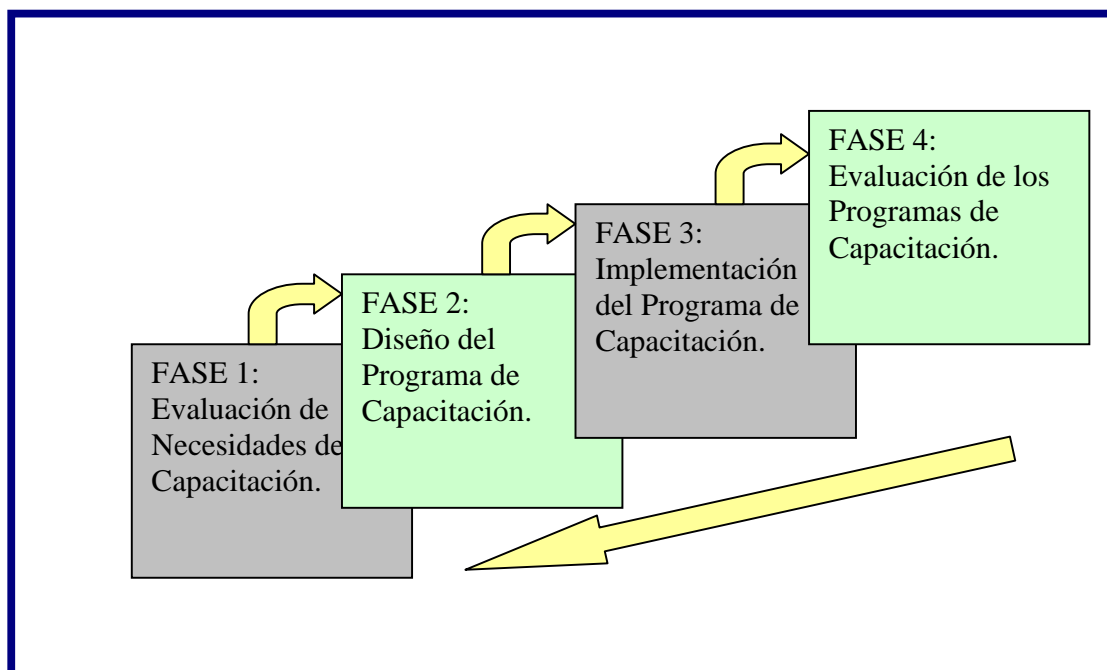 FASE 1:
Evaluación de
Necesidades de
Capacitación.
FASE 2:
Diseño del
Programa de
Capacitación.
FASE 3:
Implementación
del Programa de
Capacitación.
FASE 4:
Evaluación de los
Programas de
Capacitación.